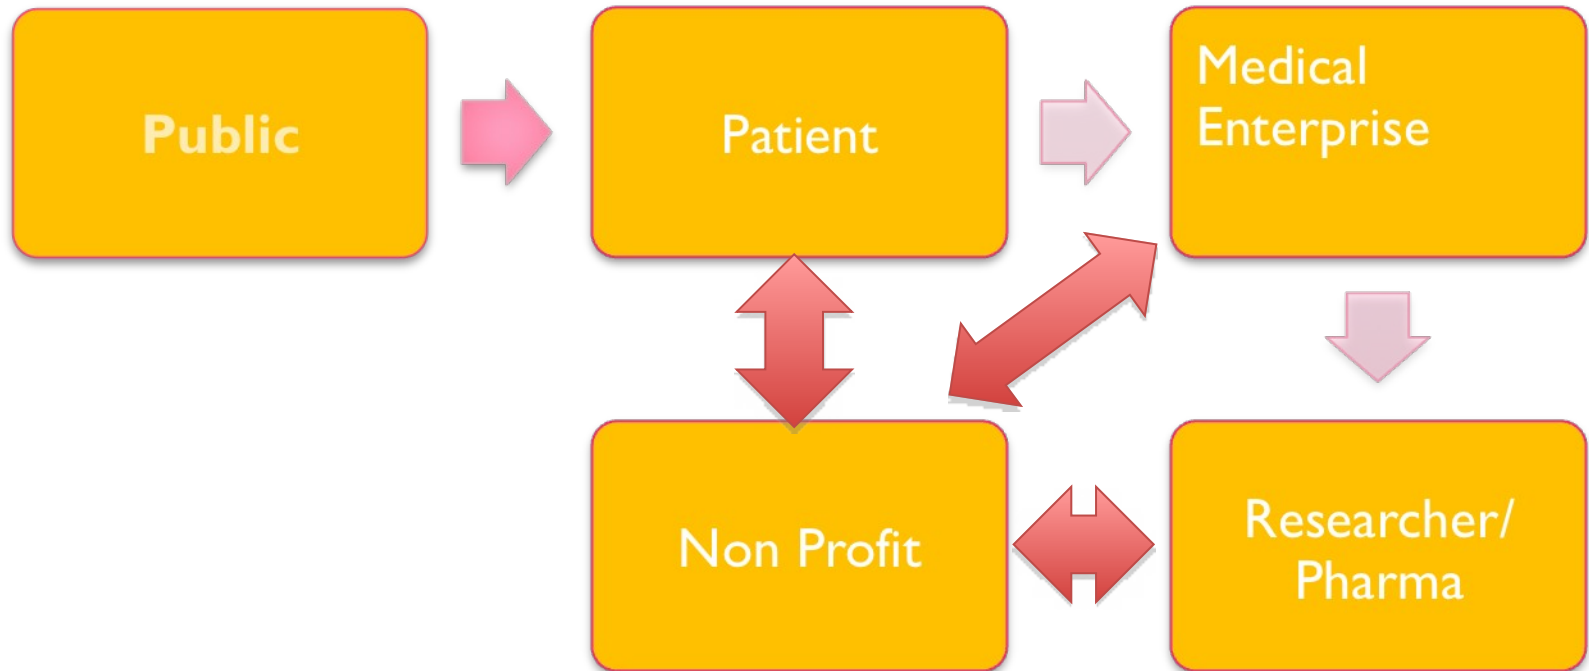 Public
Patient
Medical
Enterprise
Non Profit
Researcher/
Pharma